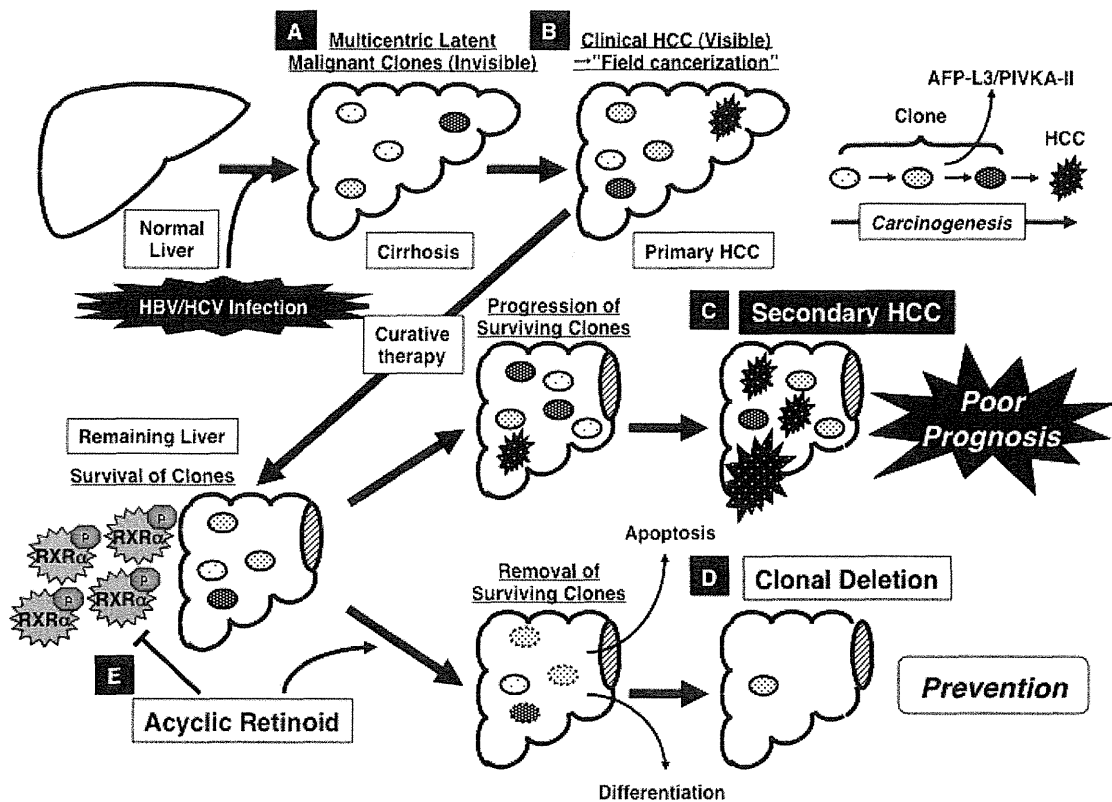 A
Multicentric Latent
Malignant Clones (Invisible)
B
Clinical HCC (Visible)
→"Field cancerization"
AFP-L3/PIVKA-II
Clone
HCC
Carcinogenesis
Normal
Liver
Cirrhosis
Primary HCC
HBV/HCV Infection
Curative
therapy
Progression of
Surviving Clones
C
Secondary HCC
Poor
Prognosis
Remaining Liver
Survival of Clones
P
RXRα
P
RXRα
P
RXRα
P
RXRα
E
Acyclic Retinoid
Removal of
Surviving Clones
Apoptosis
D
Clonal Deletion
Prevention
Differentiation